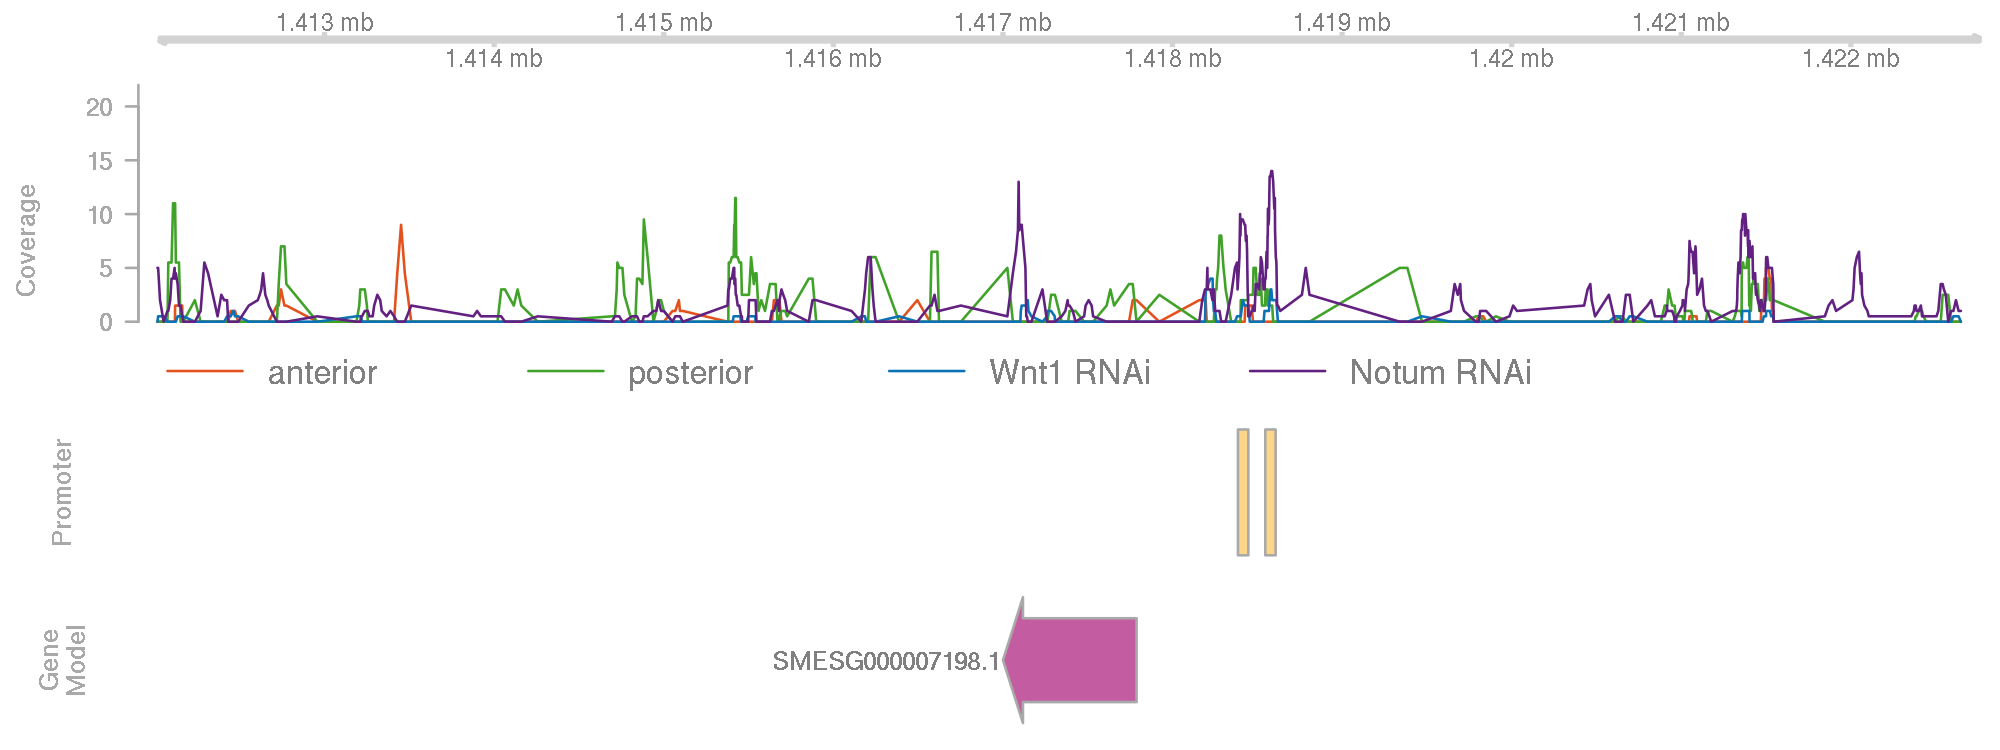 1.413 mb 1.415 mb 1.417 mb 1.419 mb 1.421 mb
1.414 mb 1.416 mb 1.418 mb 1.42 mb 1.422 mb
Coverage
20
15
10
5
0
anterior posterior Wnt1 RNAi Notum RNAi
Promoter
Gene
Model
SMESG000007198.1